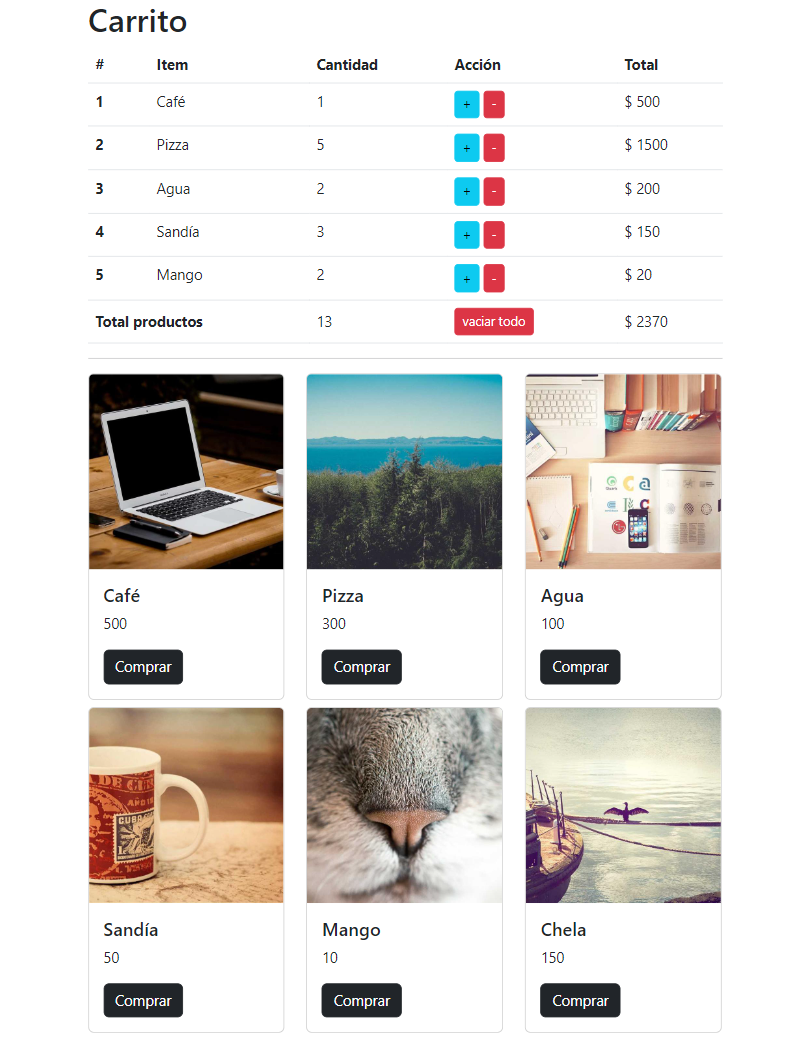 Carrito
# Item Cantidad Acción Total
1 Café 1 + - $ 500
2 Pizza 5 + - $ 1500
3 Agua 2 + - $ 200
4 Sandía 3 + - $ 150
5 Mango 2 + - $ 20
Total productos 13 vaciar todo $ 2370
Café
500
Comprar
Pizza
300
Comprar
Agua
100
Comprar
CUBA
Sandía
50
Comprar
Mango
10
Comprar
Chela
150
Comprar